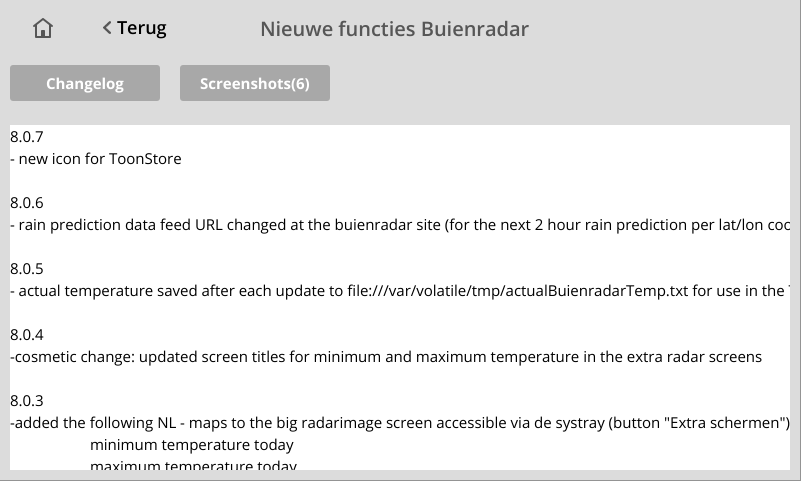 Terug
Nieuwe functies Buienradar
Changelog
Screenshots(6)
8.0.7
- new icon for ToonStore
8.0.6
- rain prediction data feed URL changed at the buienradar site (for the next 2 hour rain prediction per lat/lon
8.0.5
- actual temperature saved after each update to file:///var/volatile/tmp/actualBuienradarTemp.txt for use in the
8.0.4
-cosmetic change: updated screen titles for minimum and maximum temperature in the extra radar screens
8.0.3
-added the following NL - maps to the big radarimage screen accessible via de systray (button "Extra schermen")
minimum temperature today
maximum temperature today